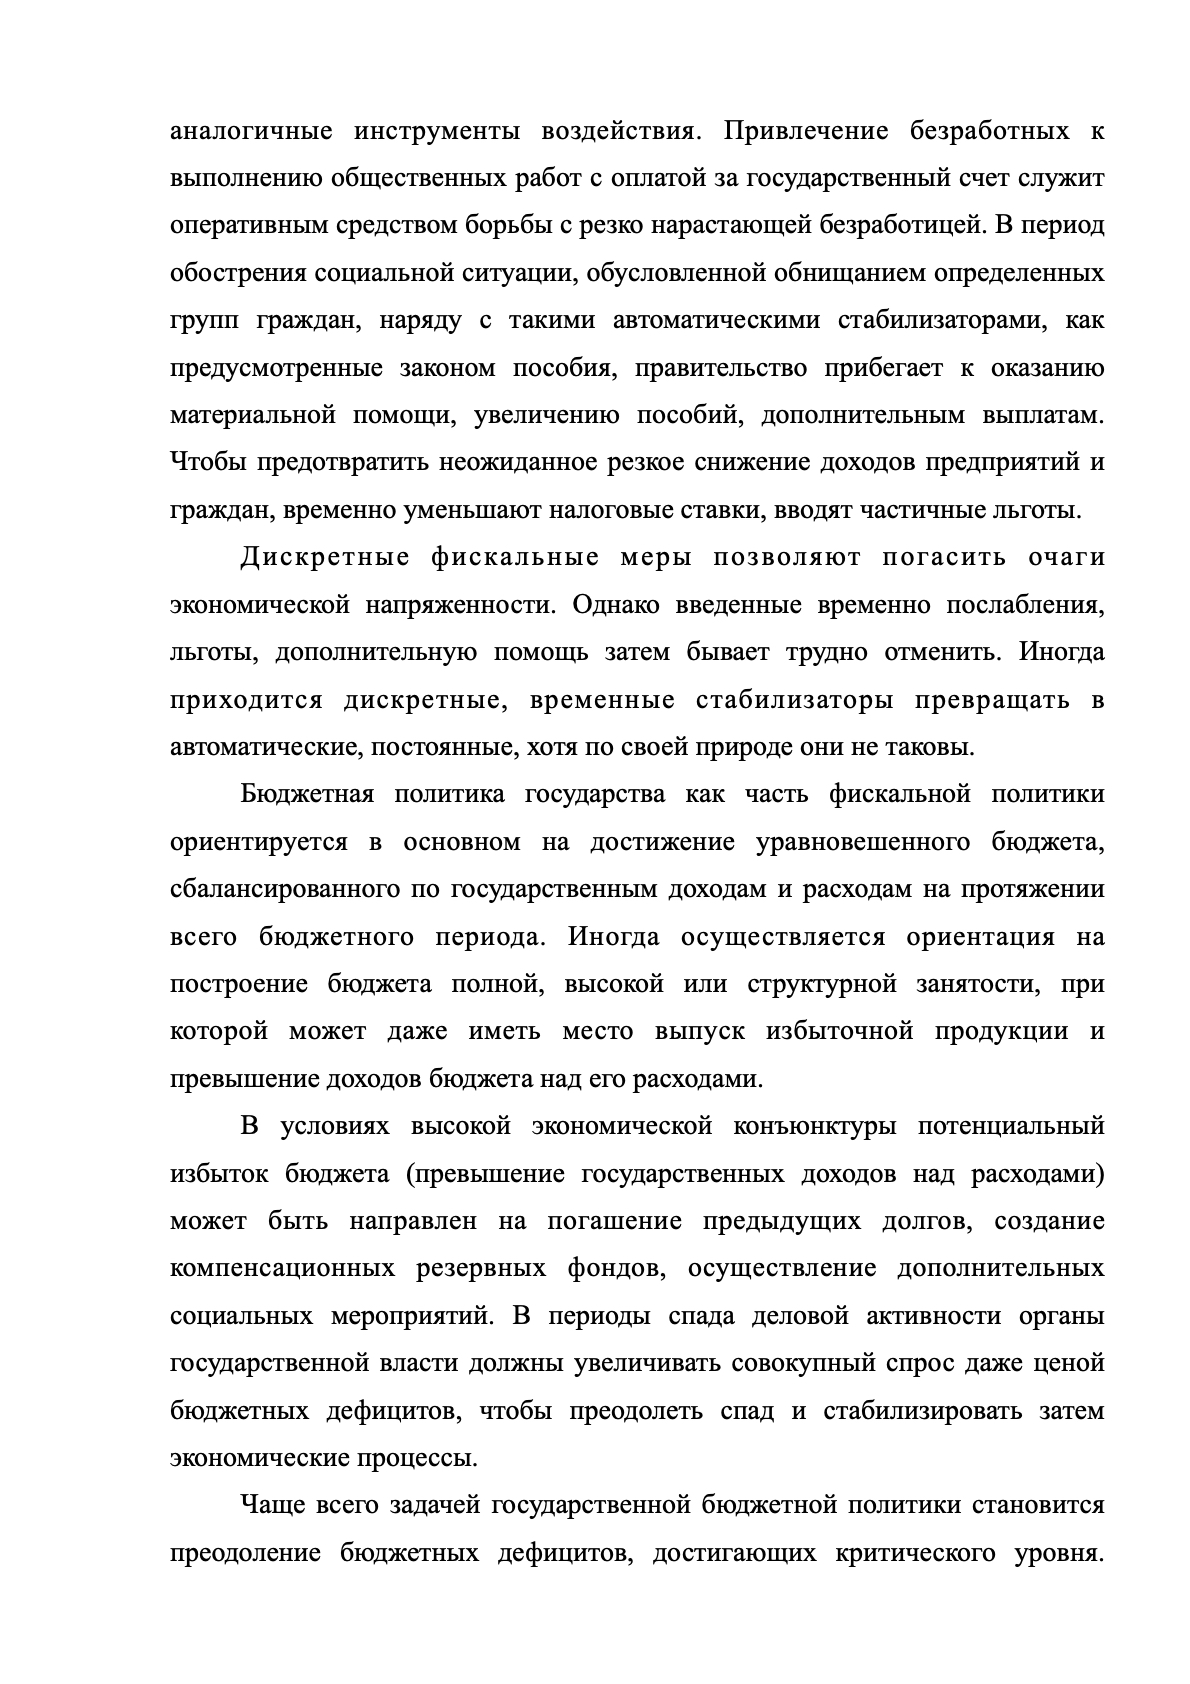 аналогичные инструменты воздействия. Привлечение безработных к
выполнению общественных работ с оплатой за государственный счет служит
оперативным средством борьбы с резко нарастающей безработицей. В период
обострения социальной ситуации, обусловленной обнищанием определенных
групп граждан, наряду с такими автоматическими стабилизаторами, как
предусмотренные законом пособия, правительство прибегает к оказанию
материальной помощи, увеличению пособий, дополнительным выплатам.
Чтобы предотвратить неожиданное резкое снижение доходов предприятий и
граждан, временно уменьшают налоговые ставки, вводят частичные льготы.
Дискретные фискальные меры позволяют погасить очаги
экономической напряженности. Однако введенные временно послабления,
льготы, дополнительную помощь затем бывает трудно отменить. Иногда
приходится дискретные, временные стабилизаторы превращать в
автоматические, постоянные, хотя по своей природе они не таковы.
Бюджетная политика государства как часть фискальной политики
ориентируется в основном на достижение уравновешенного бюджета,
сбалансированного по государственным доходам и расходам на протяжении
всего бюджетного периода. Иногда осуществляется ориентация на
построение бюджета полной, высокой или структурной занятости, при
которой может даже иметь место выпуск избыточной продукции и
превышение доходов бюджета над его расходами.
В условиях высокой экономической конъюнктуры потенциальный
избыток бюджета (превышение государственных доходов над расходами)
может быть направлен на погашение предыдущих долгов, создание
компенсационных резервных фондов, осуществление дополнительных
социальных мероприятий. В периоды спада деловой активности органы
государственной власти должны увеличивать совокупный спрос даже ценой
бюджетных дефицитов, чтобы преодолеть спад и стабилизировать затем
экономические процессы.
Чаще всего задачей государственной бюджетной политики становится
преодоление бюджетных дефицитов, достигающих критического уровня.